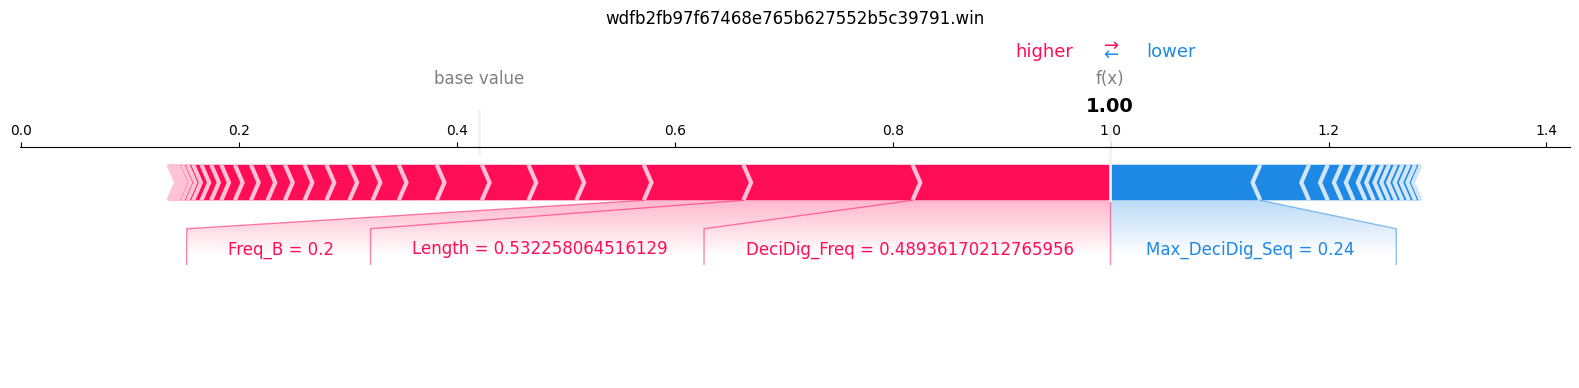 wdfb2fb97f67468e765b627552b5c39791.win
higher ⇄ lower
base value f(x)
1.00
0.0 0.2 0.4 0.6 0.8 1.0 1.2 1.4
Freq_B = 0.2 Length = 0.532258064516129 DeciDig_Freq = 0.48936170212765956 Max_DeciDig_Seq = 0.24